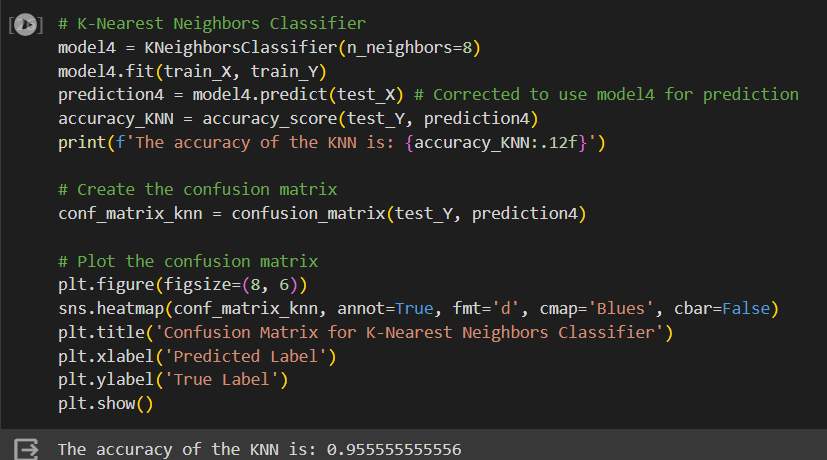 # K-Nearest Neighbors Classifier
model4 = KNeighborsClassifier(n_neighbors=8)
model4.fit(train_X, train_Y)
prediction4 = model4.predict(test_X) # Corrected to use model4 for prediction
accuracy_KNN = accuracy_score(test_Y, prediction4)
print(f'The accuracy of the KNN is: {accuracy_KNN:.12f}')
# Create the confusion matrix
conf_matrix_knn = confusion_matrix(test_Y, prediction4)
# Plot the confusion matrix
plt.figure(figsize=(8, 6))
sns.heatmap(conf_matrix_knn, annot=True, fmt='d', cmap='Blues', cbar=False)
plt.title('Confusion Matrix for K-Nearest Neighbors Classifier')
plt.xlabel('Predicted Label')
plt.ylabel('True Label')
plt.show()
The accuracy of the KNN is: 0.955555555556